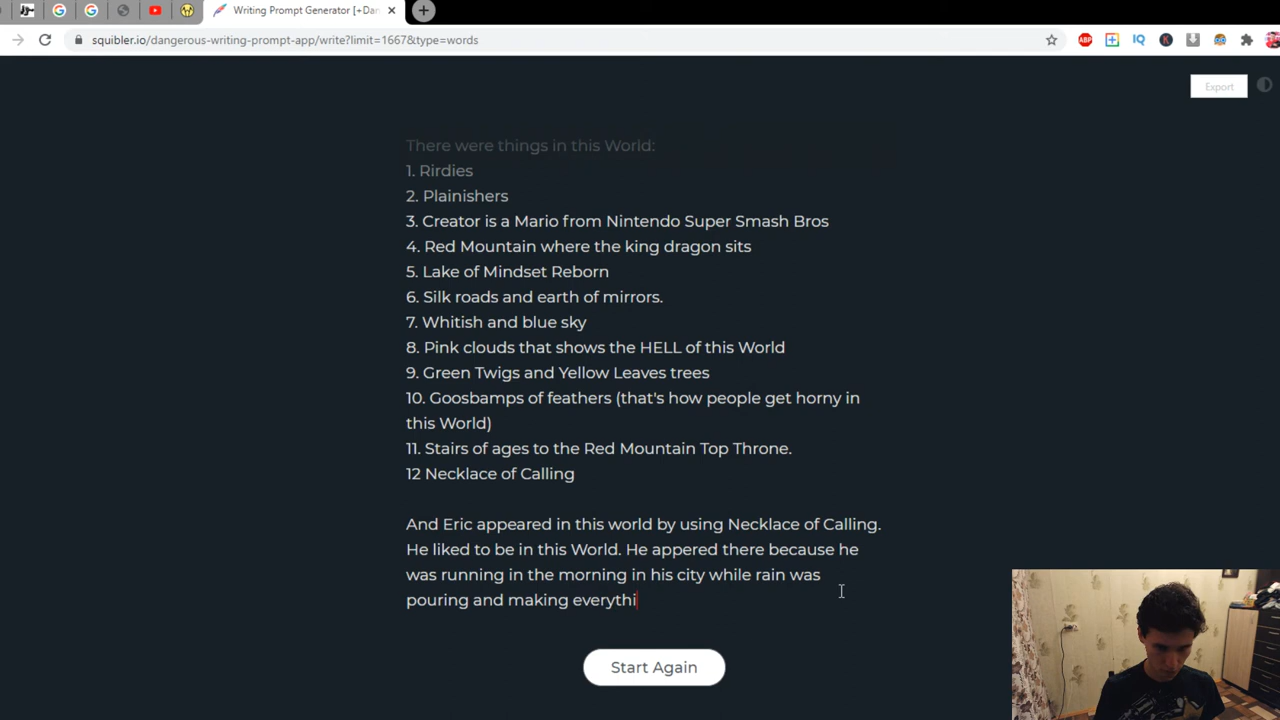 Writing Prompt Generator [+Dan
squibler.io/dangerous-writing-prompt-app/write?limit=1667&type=words
ABP
IQ
K
Export
There were things in this World:
1. Rirdies
2. Plainishers
3. Creator is a Mario from Nintendo Super Smash Bros
4. Red Mountain where the king dragon sits
5. Lake of Mindset Reborn
6. Silk roads and earth of mirrors.
7. Whitish and blue sky
8. Pink clouds that shows the HELL of this World
9. Green Twigs and Yellow Leaves trees
10. Goosbamps of feathers (that's how people get horny in
this World)
11. Stairs of ages to the Red Mountain Top Throne.
12 Necklace of Calling
And Eric appeared in this world by using Necklace of Calling.
He liked to be in this World. He appered there because he
was running in the morning in his city while rain was
pouring and making everythi
Start Again